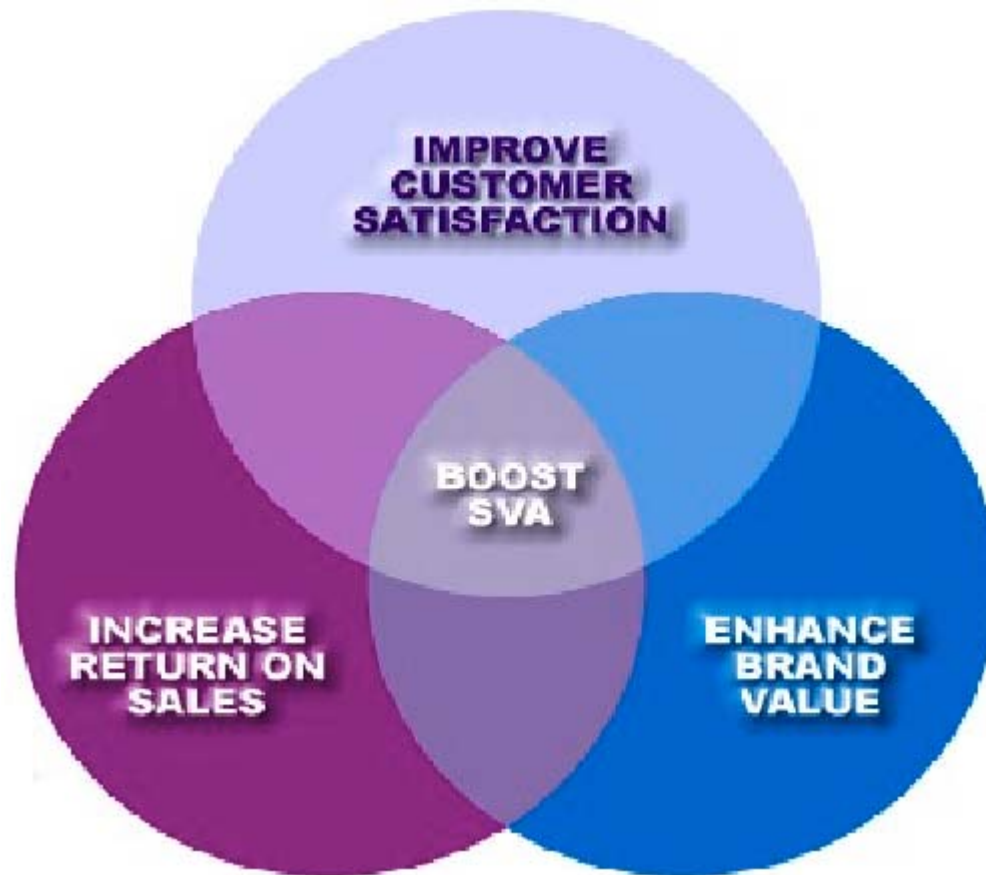 IMPROVE
CUSTOMER
SATISFACTION
BOOST
SVA
INCREASE
RETURN ON
SALES
ENHANCE
BRAND
VALUE